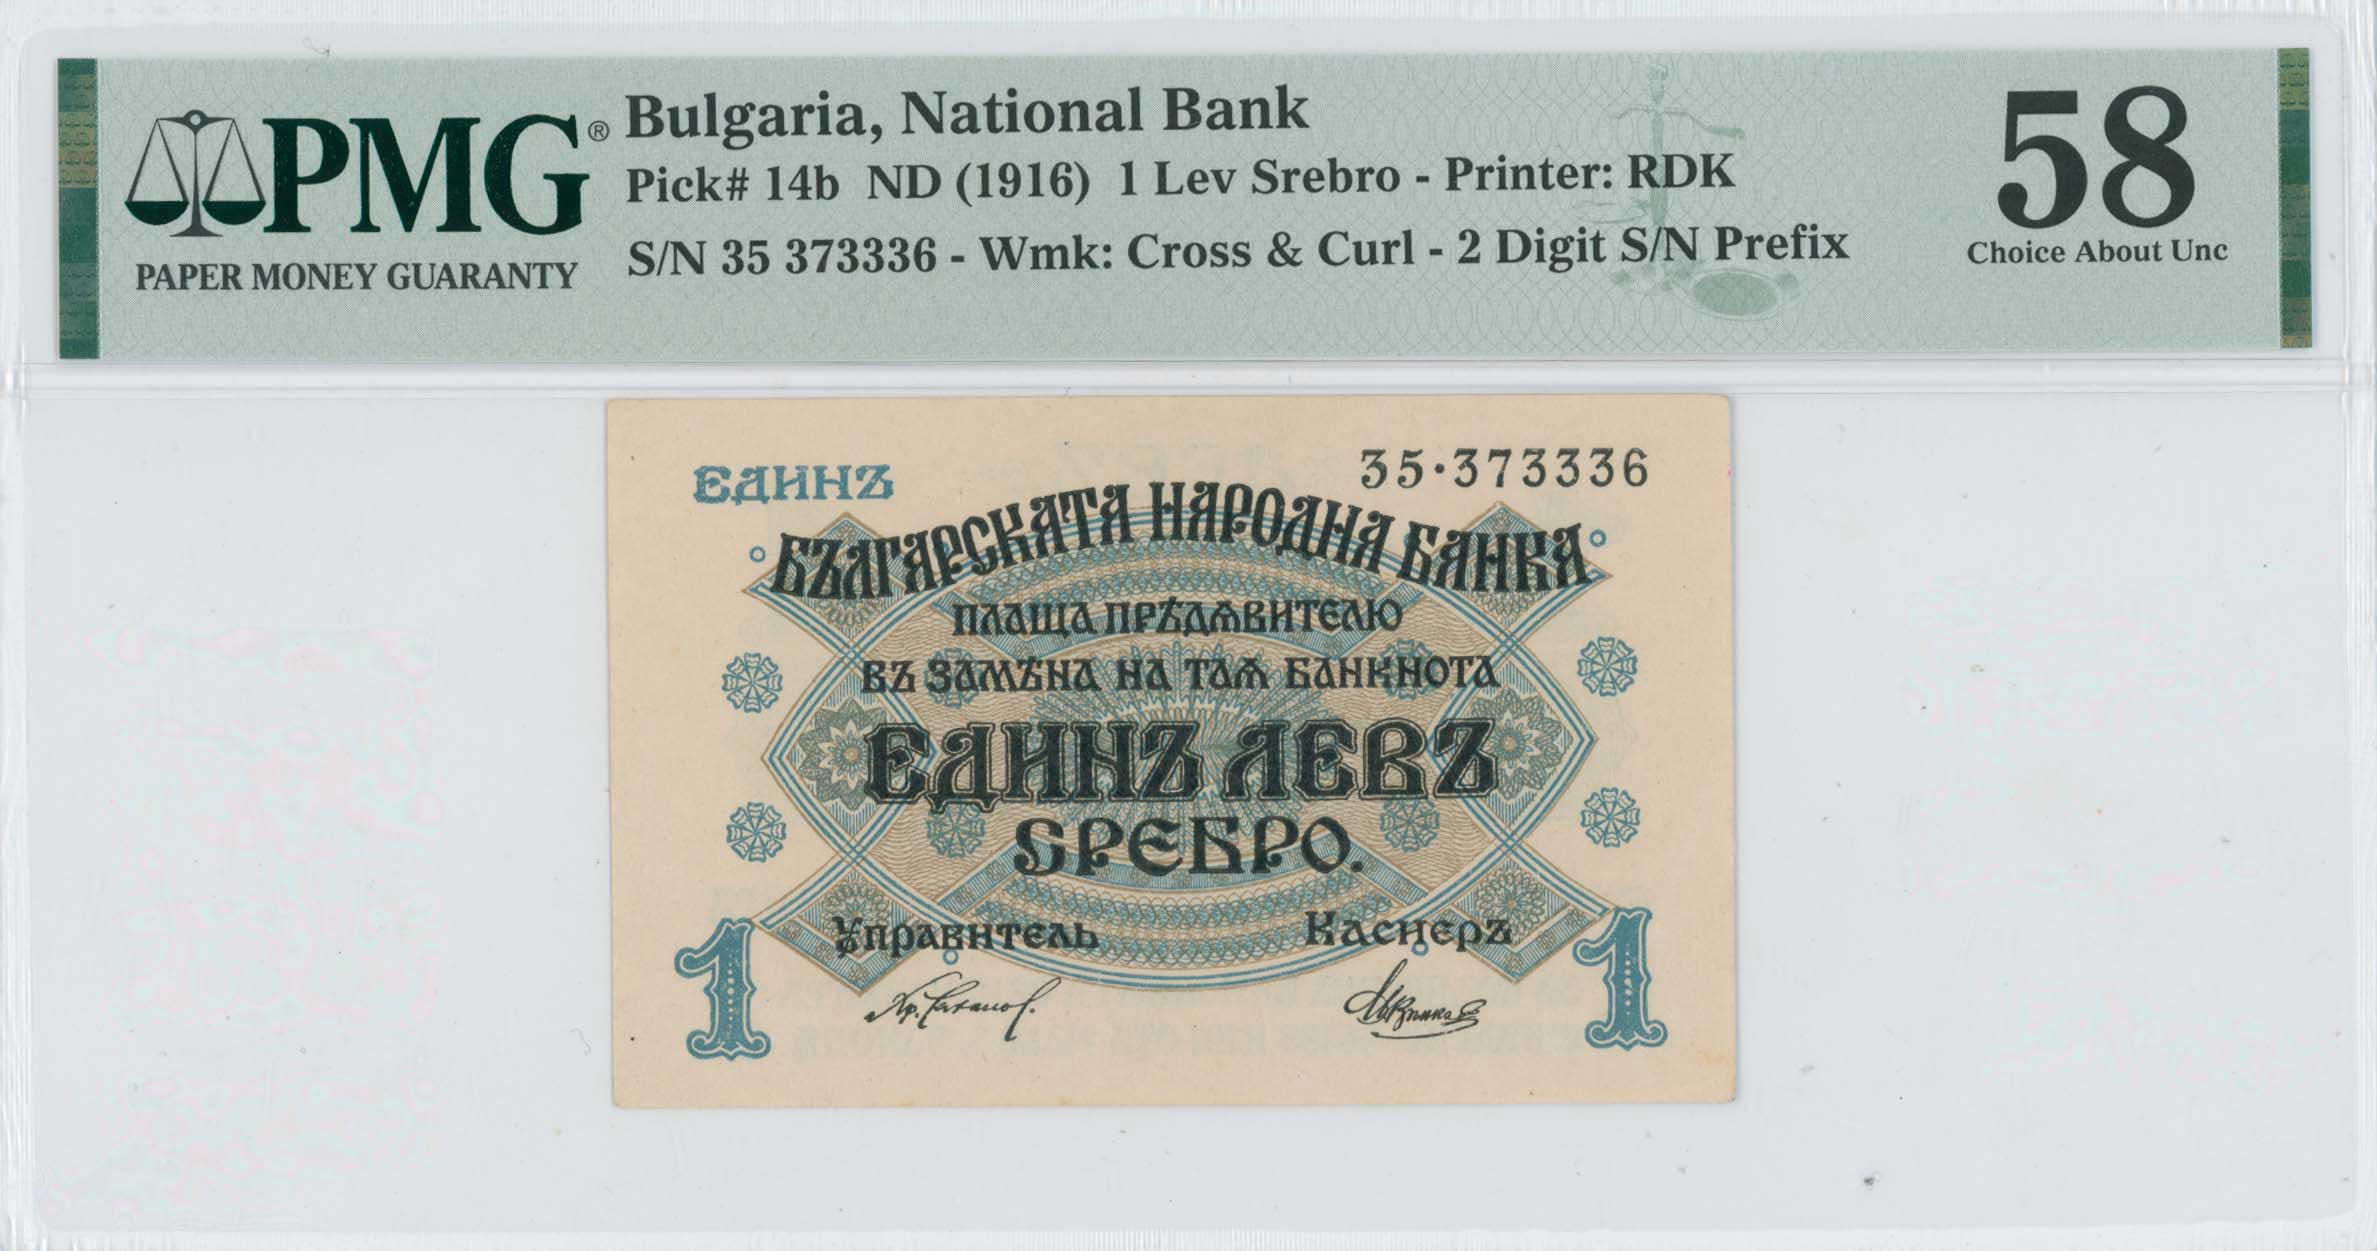 PMG®
PAPER MONEY GUARANTY
Bulgaria, National Bank
Pick# 14b ND (1916) 1 Lev Srebro - Printer: RDK
S/N 35 373336 - Wmk: Cross & Curl - 2 Digit S/N Prefix
58
Choice About Unc
ЕДИНЪ
35·373336
БЪЛГАРСКАТА НАРОДНА БАНКА
ПЛАЩА ПРѢДѨВИТЕЛЮ
ВЪ ЗАМѢНА НА ТАѨ БАНКНОТА
ЕДИНЪ ЛЕВЪ
СРЕБРО.
Управитель Касиеръ
1 1